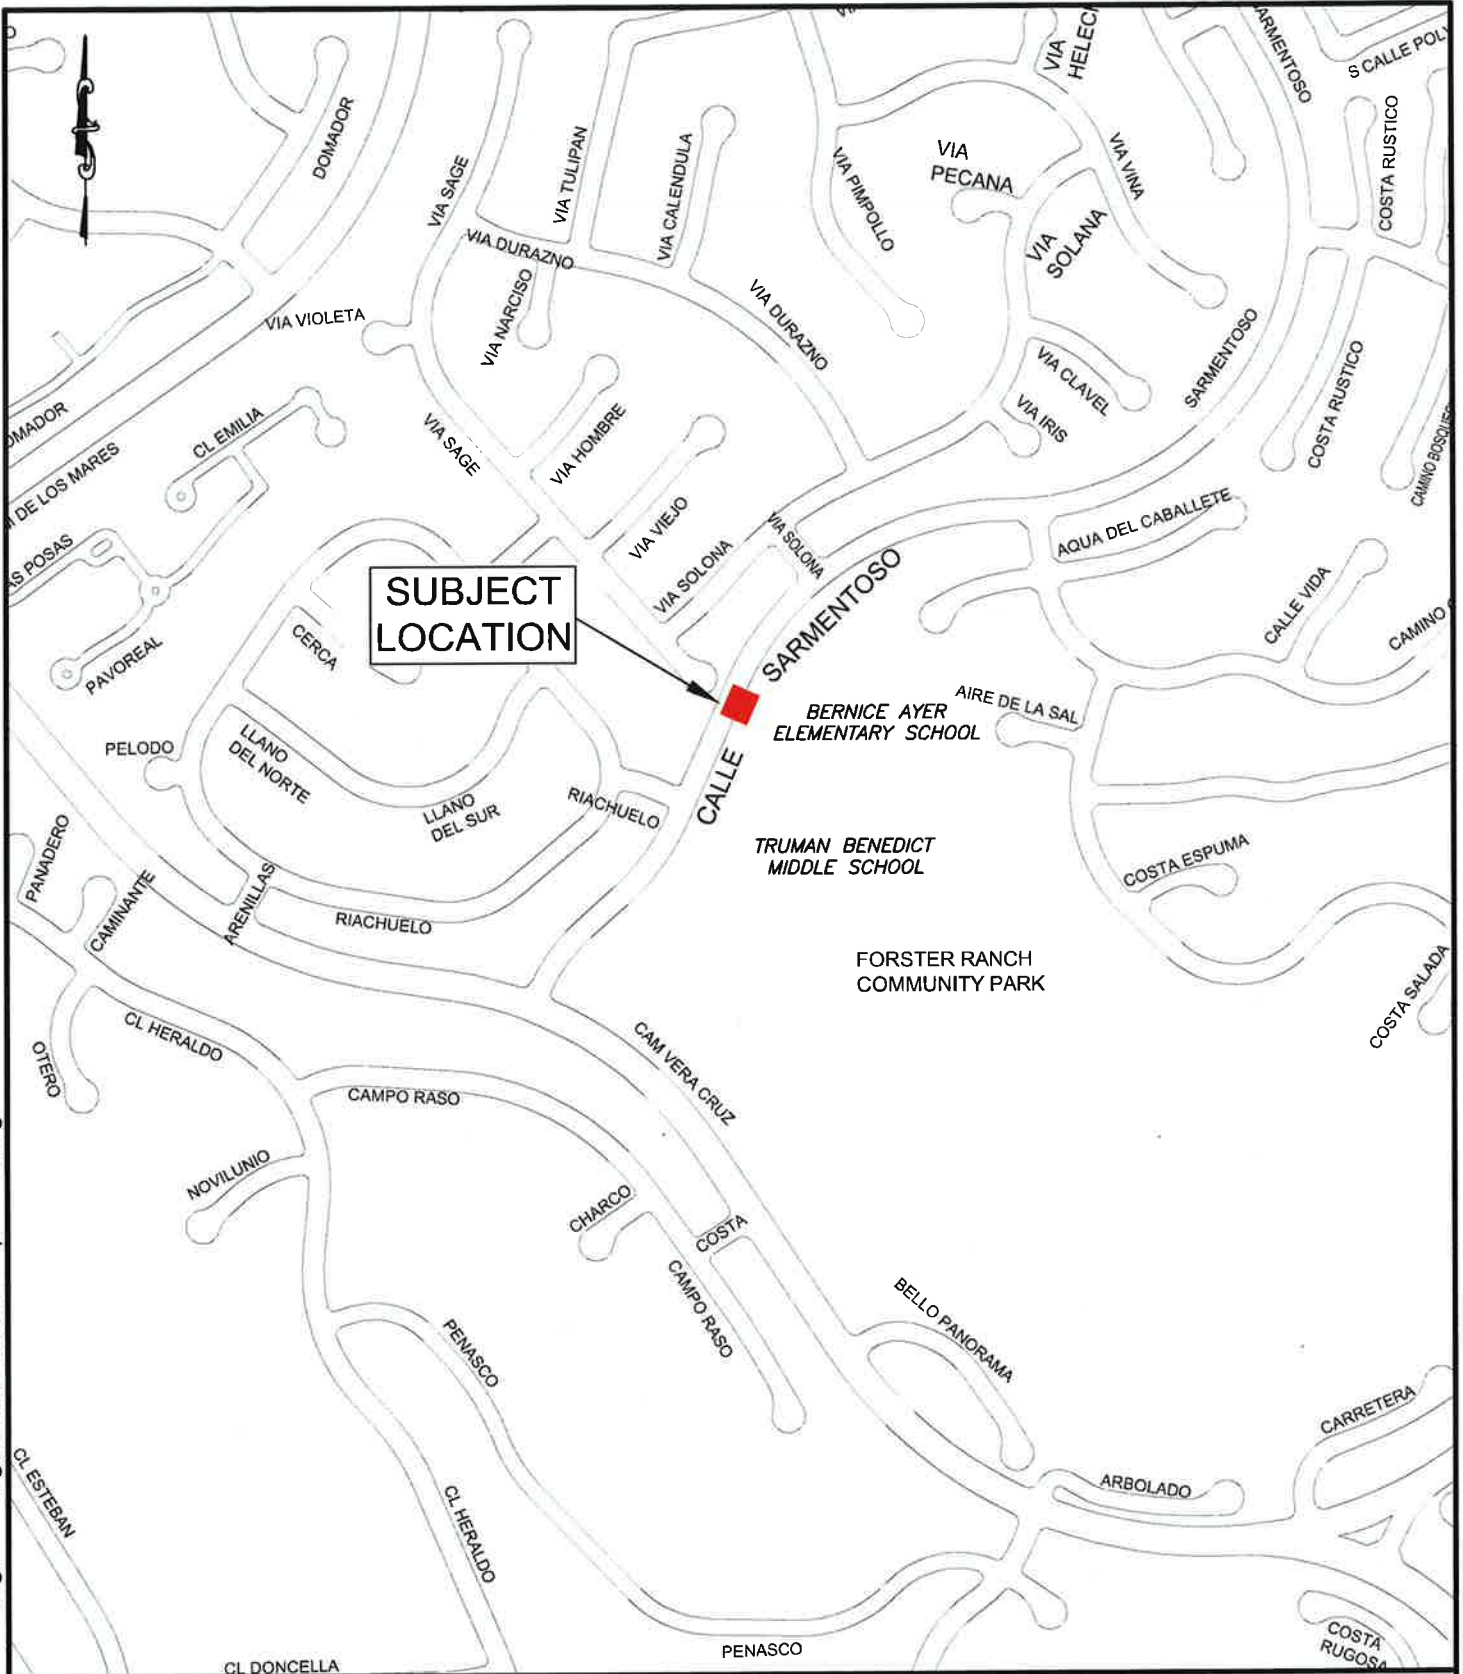 VIA
HELECH
ARMENTOSO
S CALLE POLY
DOMADOR
VIA SAGE
VIA TULIPAN
VIA CALENDULA
VIA PIMPOLLO
VIA
PECANA
VIA VINA
COSTA RUSTICO
VIA
SOLANA
VIA DURAZNO
VIA NARCISO
VIA DURAZNO
VIA VIOLETA
VIA CLAVEL
SARMENTOSO
COSTA RUSTICO
VIA IRIS
OMADOR
CL EMILIA
VIA SAGE
VIA HOMBRE
CAMINO BOSQUES
M DE LOS MARES
AS POSAS
VIA VIEJO
VIA SOLONA
VIA SOLONA
AQUA DEL CABALLETE
SUBJECT
LOCATION
CALLE VIDA
CAMINO
CERCA
PAVOREAL
SARMENTOSO
BERNICE AYER
ELEMENTARY SCHOOL
AIRE DE LA SAL
PELODO
LLANO
DEL NORTE
LLANO
DEL SUR
RIACHUELO
CALLE
TRUMAN BENEDICT
MIDDLE SCHOOL
COSTA ESPUMA
PANADERO
CAMINANTE
ARENILLAS
RIACHUELO
FORSTER RANCH
COMMUNITY PARK
COSTA SALADA
CL HERALDO
OTERO
CAM VERA CRUZ
CAMPO RASO
NOVILUNIO
CHARCO
COSTA
CAMPO RASO
BELLO PANORAMA
PENASCO
CARRETERA
CL ESTEBAN
CL HERALDO
ARBOLADO
PENASCO
COSTA
RUGOSA
CL DONCELLA